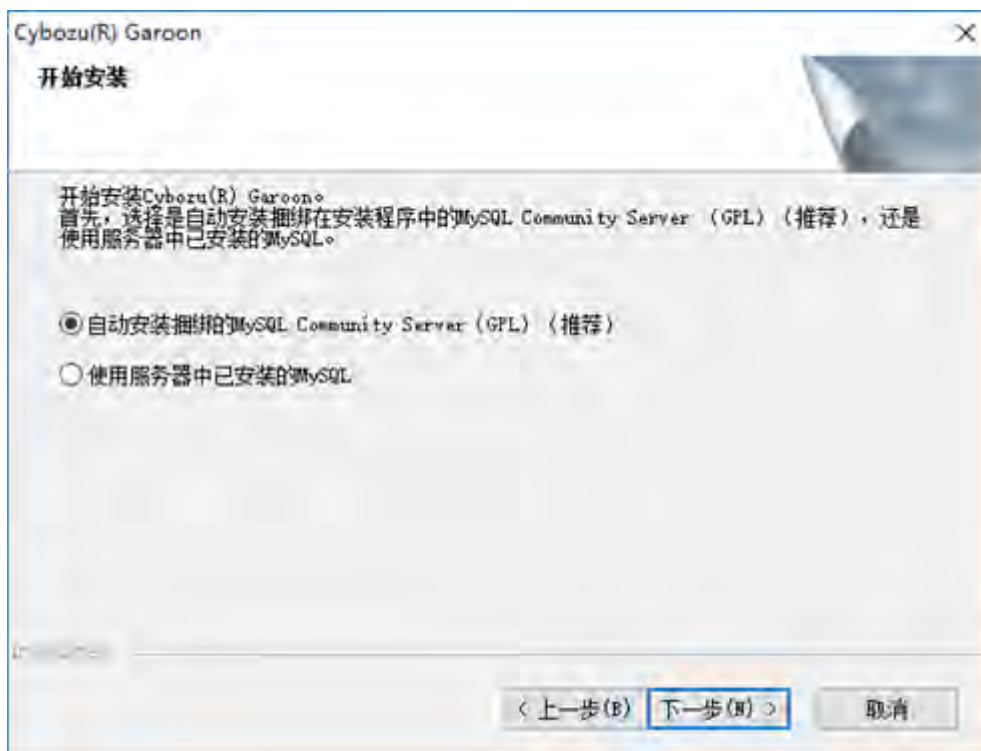 Cybozu(R) Garoon
开始安装
开始安装Cybozu(R) Garoon。
首先，选择是自动安装捆绑在安装程序中的MySQL Community Server （GPL）（推荐），还是
使用服务器中已安装的MySQL。
自动安装捆绑的MySQL Community Server（GPL）（推荐）
使用服务器中已安装的MySQL
< 上一步(B)
下一步(N) >
取消